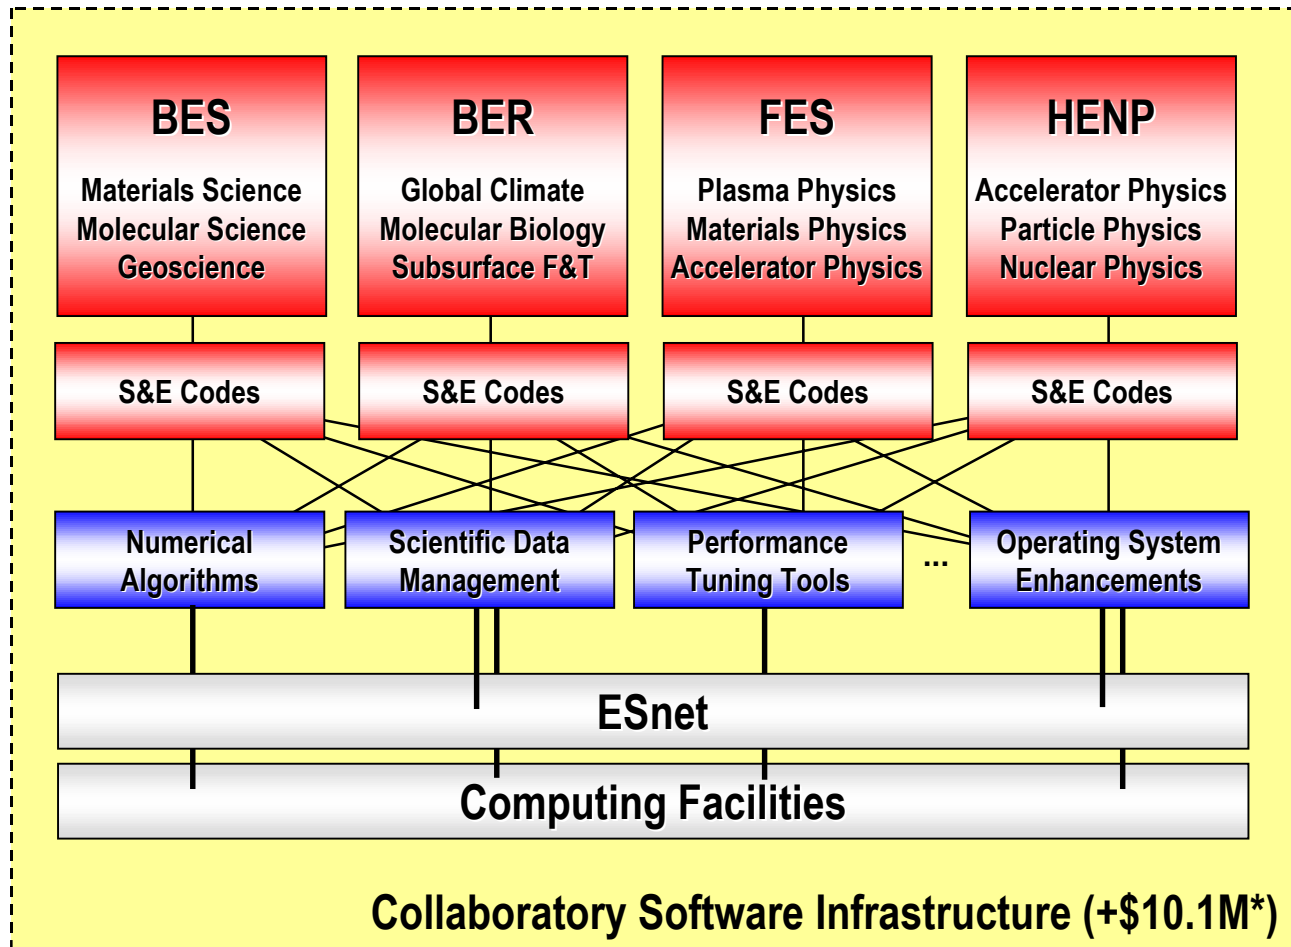 BES
Materials Science
Molecular Science
Geoscience
BER
Global Climate
Molecular Biology
Subsurface F&T
FES
Plasma Physics
Materials Physics
Accelerator Physics
HENP
Accelerator Physics
Particle Physics
Nuclear Physics
S&E Codes
S&E Codes
S&E Codes
S&E Codes
Numerical
Algorithms
Scientific Data
Management
Performance
Tuning Tools
...
Operating System
Enhancements
ESnet
Computing Facilities
Collaboratory Software Infrastructure (+$10.1M*)